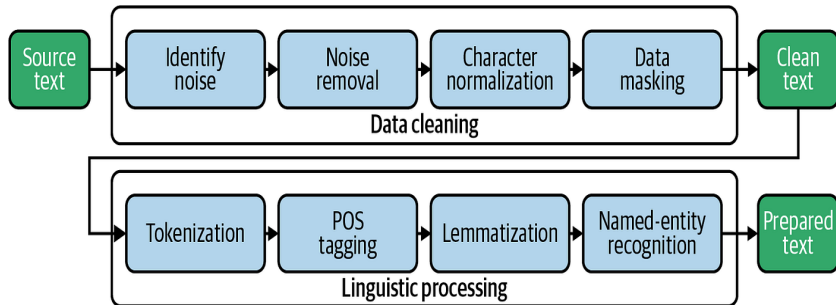 Source
text
Identify
noise
Noise
removal
Character
normalization
Data
masking
Clean
text
Data cleaning
Tokenization
POS
tagging
Lemmatization
Named-entity
recognition
Prepared
text
Linguistic processing